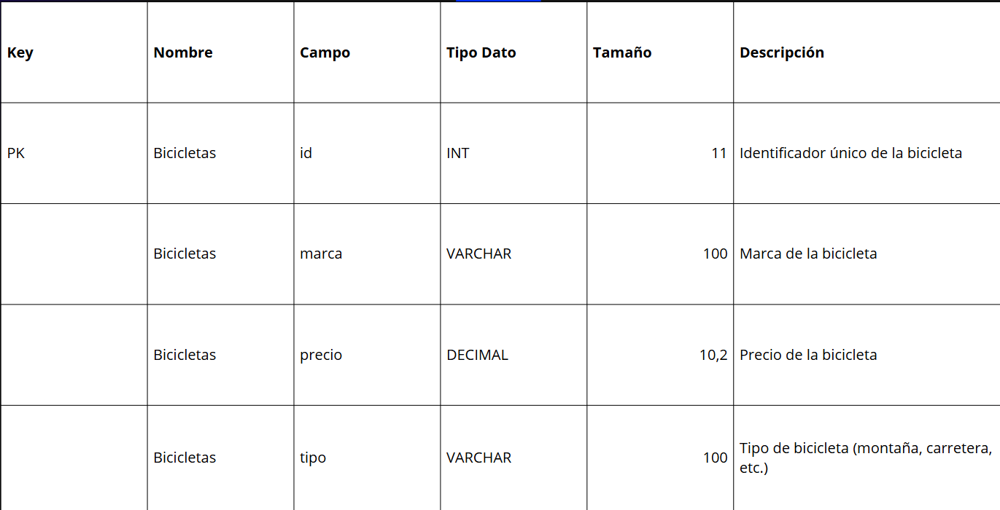 Key Nombre Campo Tipo Dato Tamaño Descripción
PK Bicicletas id INT 11 Identificador único de la bicicleta
Bicicletas marca VARCHAR 100 Marca de la bicicleta
Bicicletas precio DECIMAL 10,2 Precio de la bicicleta
Bicicletas tipo VARCHAR 100 Tipo de bicicleta (montaña, carretera,
etc.)